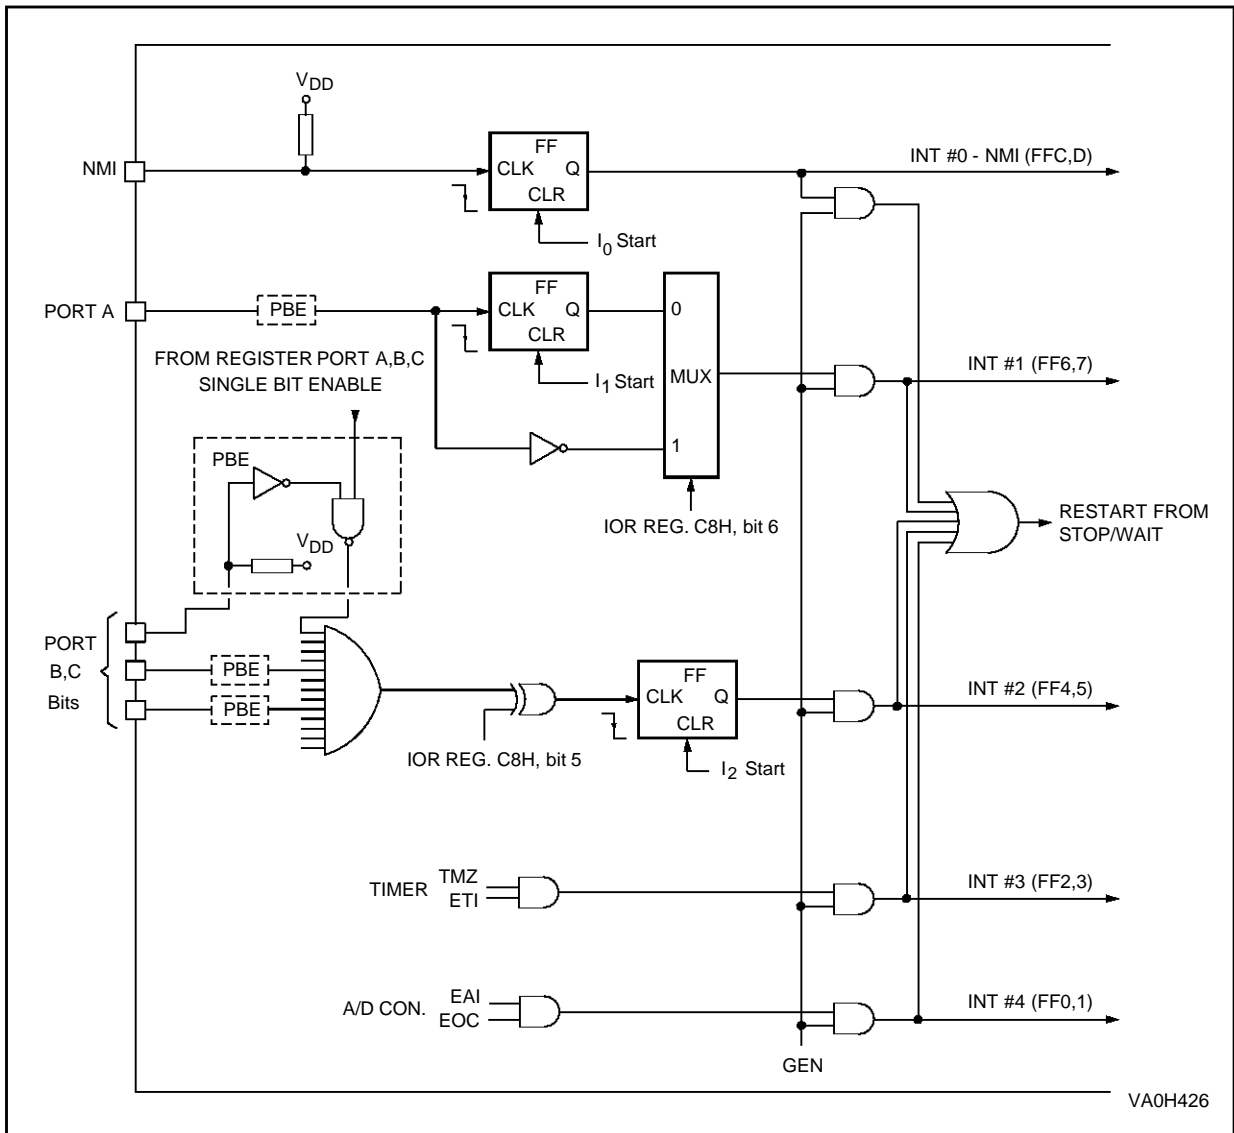 VDD
NMI
FF
CLK Q
CLR
I0 Start
INT #0 - NMI (FFC,D)
PORT A
PBE
FF
CLK Q
CLR
I1 Start
0
MUX
1
INT #1 (FF6,7)
FROM REGISTER PORT A,B,C
SINGLE BIT ENABLE
PBE
VDD
IOR REG. C8H, bit 6
RESTART FROM
STOP/WAIT
PORT
B,C
Bits
PBE
PBE
IOR REG. C8H, bit 5
FF
CLK Q
CLR
I2 Start
INT #2 (FF4,5)
TIMER
TMZ
ETI
INT #3 (FF2,3)
A/D CON.
EAI
EOC
INT #4 (FF0,1)
GEN
VA0H426